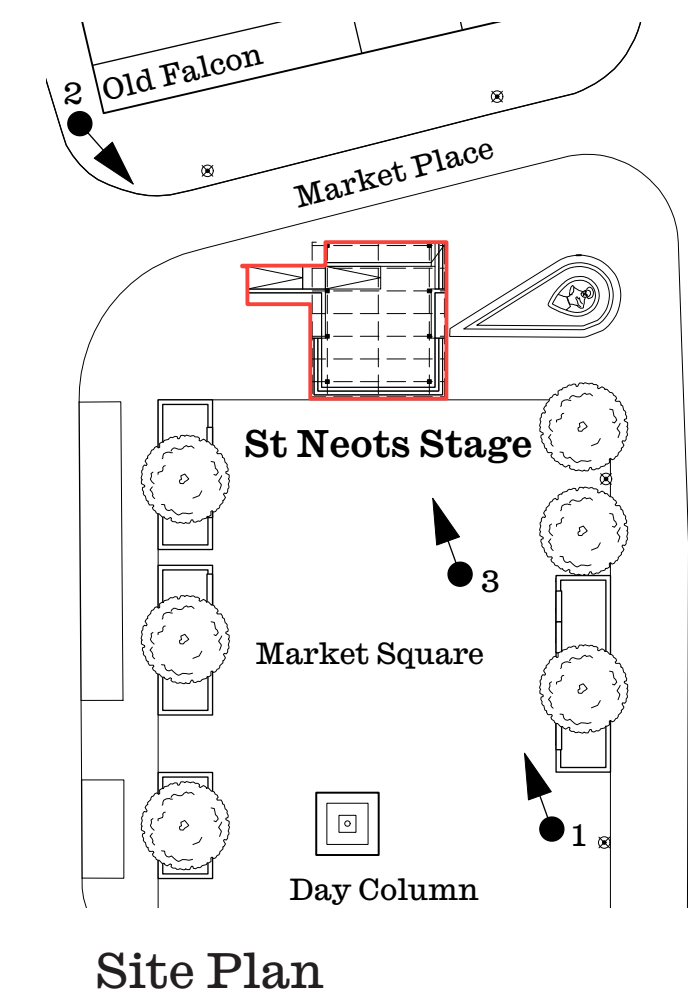 Old Falcon
2
Market Place
St Neots Stage
3
Market Square
1
Day Column
Site Plan